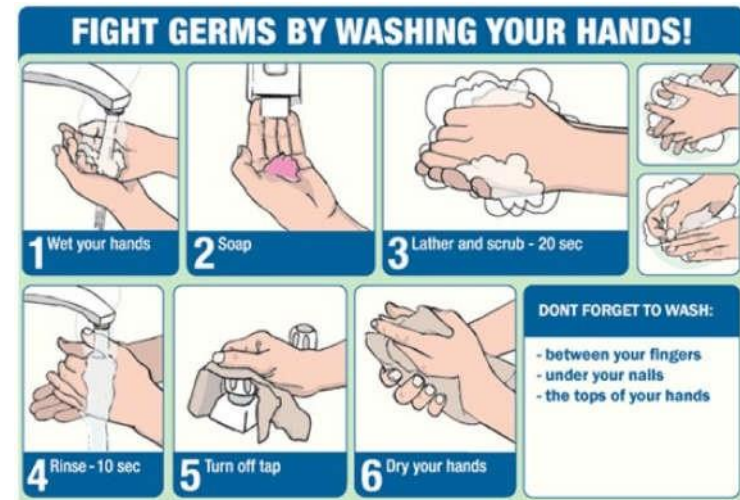 FIGHT GERMS BY WASHING YOUR HANDS!
1 Wet your hands
2 Soap
3 Lather and scrub - 20 sec
4 Rinse - 10 sec
5 Turn off tap
6 Dry your hands
DONT FORGET TO WASH:
- between your fingers
- under your nails
- the tops of your hands